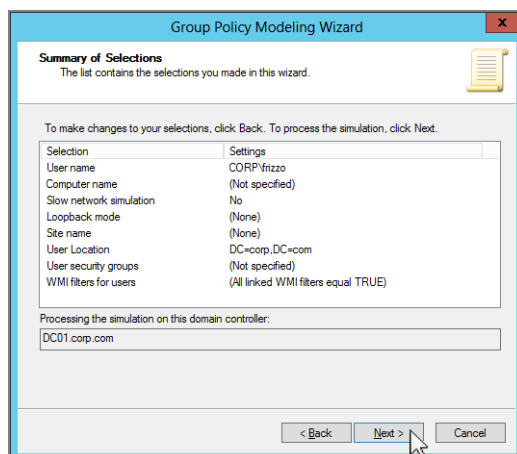 Group Policy Modeling Wizard
x
Summary of Selections
The list contains the selections you made in this wizard.
To make changes to your selections, click Back. To process the simulation, click Next.
Selection Settings
User name CORP\frizzo
Computer name (Not specified)
Slow network simulation No
Loopback mode (None)
Site name (None)
User Location DC=corp,DC=com
User security groups (Not specified)
WMI filters for users (All linked WMI filters equal TRUE)
Processing the simulation on this domain controller:
DC01.corp.com
< Back Next > Cancel